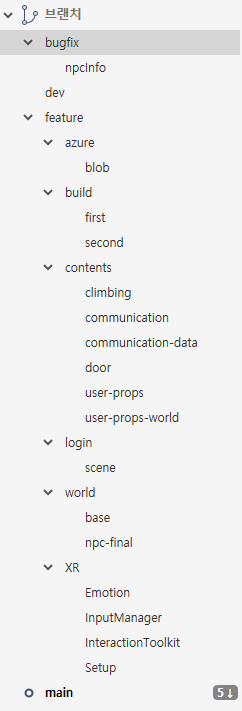 브랜치
bugfix
npcInfo
dev
feature
azure
blob
build
first
second
contents
climbing
communication
communication-data
door
user-props
user-props-world
login
scene
world
base
npc-final
XR
Emotion
InputManager
InteractionToolkit
Setup
main 5↓